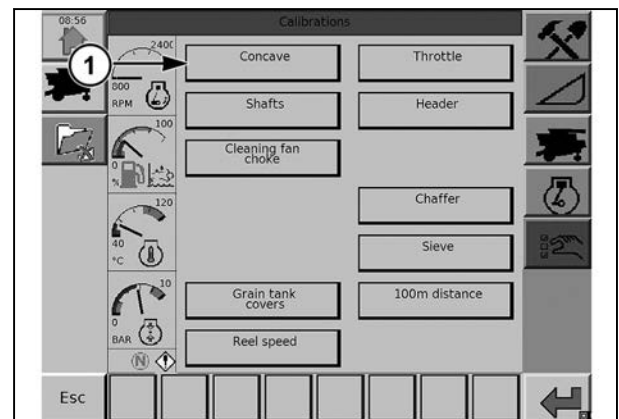 08:56
Calibrations
1
2400
800
RPM
100
0
%
120
40
°C
10
0
BAR
N
Concave
Throttle
Shafts
Header
Cleaning fan
choke
Chaffer
Sieve
Grain tank
covers
100m distance
Reel speed
Esc